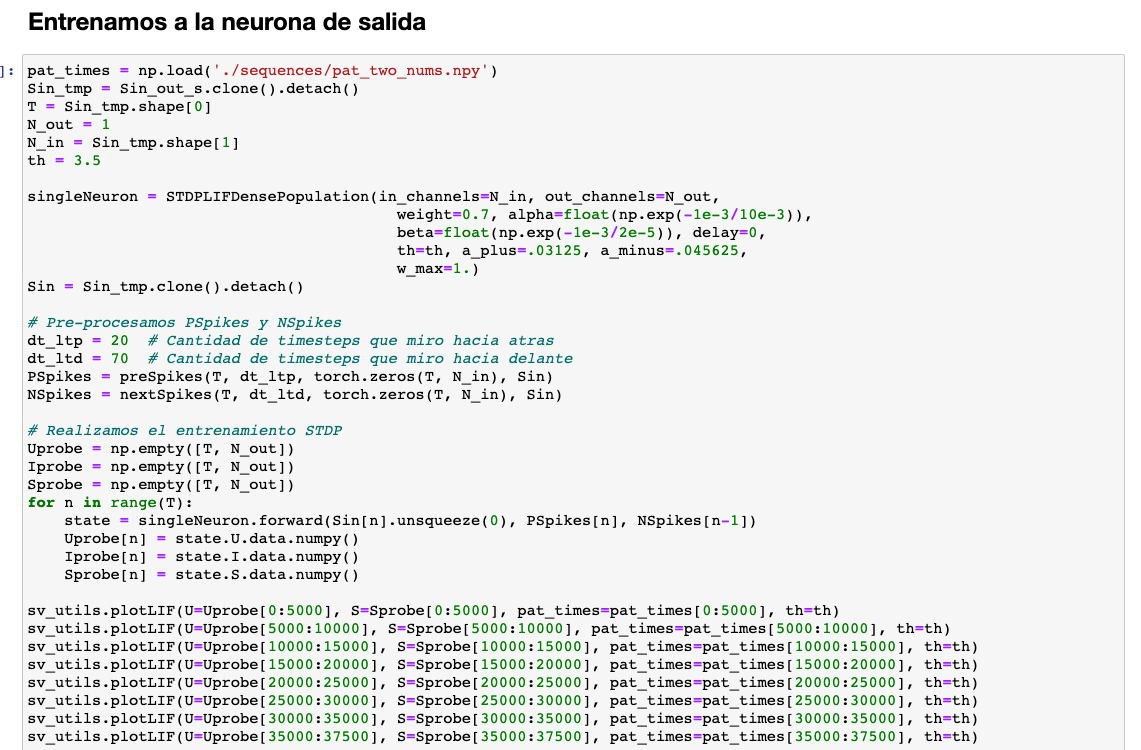 Entrenamos a la neurona de salida
]: pat_times = np.load('./sequences/pat_two_nums.npy')
Sin_tmp = Sin_out_s.clone().detach()
T = Sin_tmp.shape[0]
N_out = 1
N_in = Sin_tmp.shape[1]
th = 3.5

singleNeuron = STDPLIFDensePopulation(in_channels=N_in, out_channels=N_out,
                                        weight=0.7, alpha=float(np.exp(-1e-3/10e-3)),
                                        beta=float(np.exp(-1e-3/2e-5)), delay=0,
                                        th=th, a_plus=.03125, a_minus=.045625,
                                        w_max=1.)
Sin = Sin_tmp.clone().detach()

# Pre-procesamos PSpikes y NSpikes
dt_ltp = 20  # Cantidad de timesteps que miro hacia atras
dt_ltd = 70  # Cantidad de timesteps que miro hacia delante
PSpikes = preSpikes(T, dt_ltp, torch.zeros(T, N_in), Sin)
NSpikes = nextSpikes(T, dt_ltd, torch.zeros(T, N_in), Sin)

# Realizamos el entrenamiento STDP
Uprobe = np.empty([T, N_out])
Iprobe = np.empty([T, N_out])
Sprobe = np.empty([T, N_out])
for n in range(T):
    state = singleNeuron.forward(Sin[n].unsqueeze(0), PSpikes[n], NSpikes[n-1])
    Uprobe[n] = state.U.data.numpy()
    Iprobe[n] = state.I.data.numpy()
    Sprobe[n] = state.S.data.numpy()

sv_utils.plotLIF(U=Uprobe[0:5000], S=Sprobe[0:5000], pat_times=pat_times[0:5000], th=th)
sv_utils.plotLIF(U=Uprobe[5000:10000], S=Sprobe[5000:10000], pat_times=pat_times[5000:10000], th=th)
sv_utils.plotLIF(U=Uprobe[10000:15000], S=Sprobe[10000:15000], pat_times=pat_times[10000:15000], th=th)
sv_utils.plotLIF(U=Uprobe[15000:20000], S=Sprobe[15000:20000], pat_times=pat_times[15000:20000], th=th)
sv_utils.plotLIF(U=Uprobe[20000:25000], S=Sprobe[20000:25000], pat_times=pat_times[20000:25000], th=th)
sv_utils.plotLIF(U=Uprobe[25000:30000], S=Sprobe[25000:30000], pat_times=pat_times[25000:30000], th=th)
sv_utils.plotLIF(U=Uprobe[30000:35000], S=Sprobe[30000:35000], pat_times=pat_times[30000:35000], th=th)
sv_utils.plotLIF(U=Uprobe[35000:37500], S=Sprobe[35000:37500], pat_times=pat_times[35000:37500], th=th)